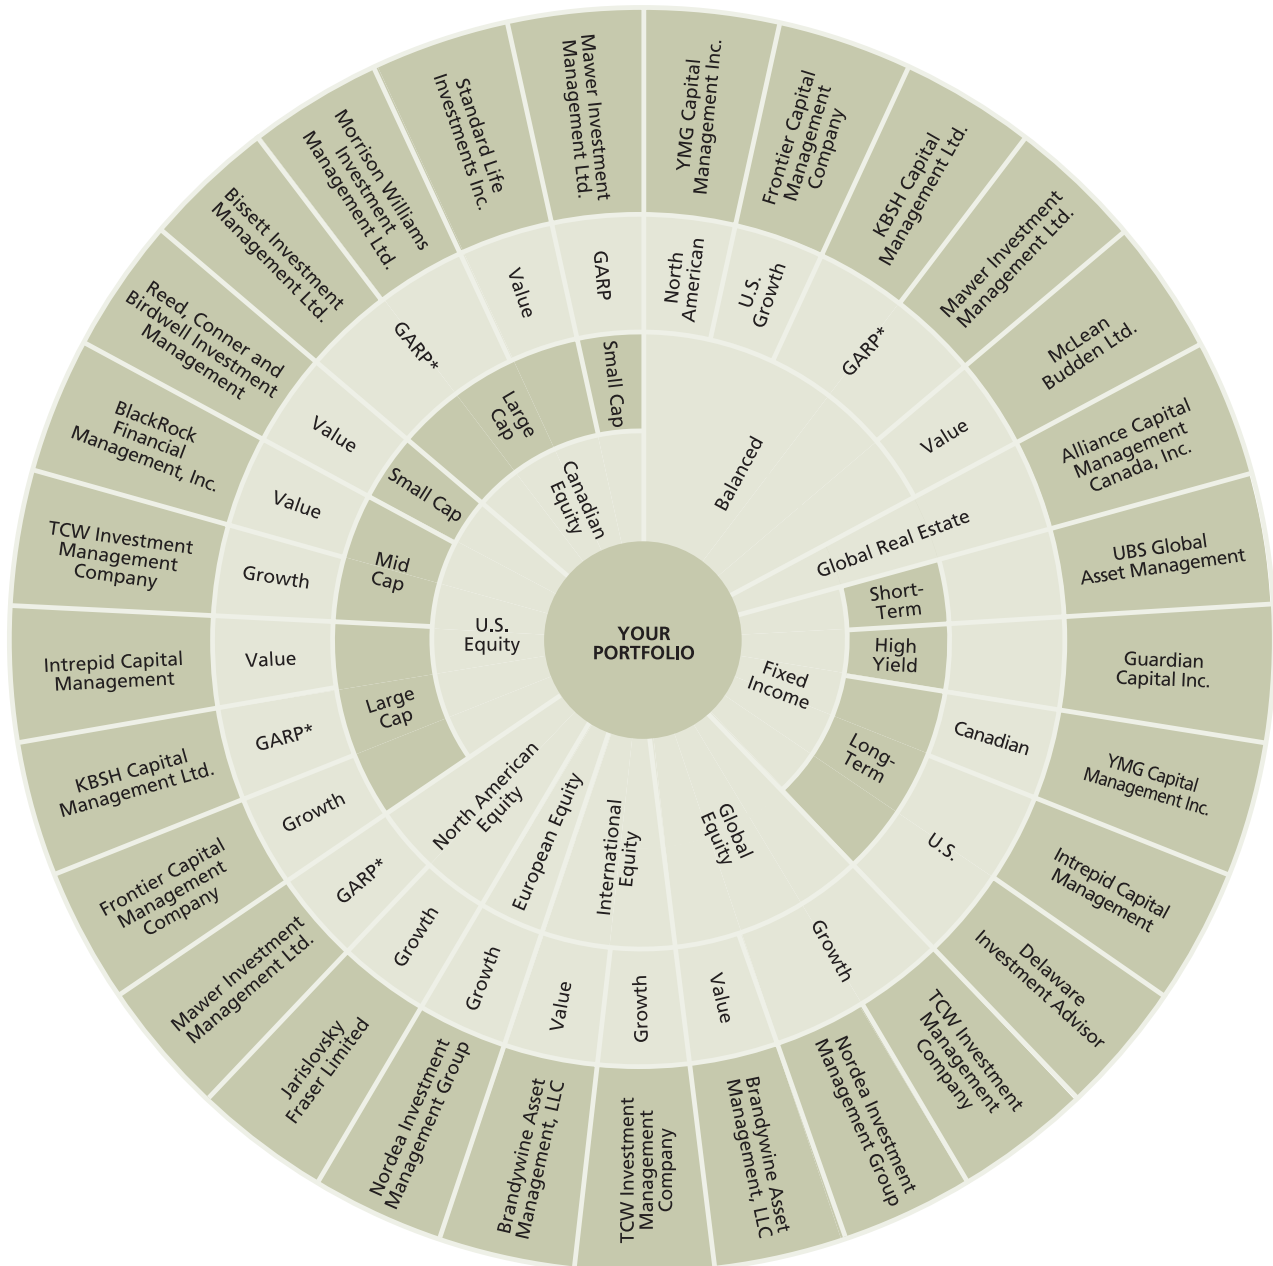 YMG Capital
Management Inc.
Frontier Capital
Management
Company
KBSH Capital
Management Ltd.
Mawer Investment
Management Ltd.
McLean
Budden Ltd.
Alliance Capital
Management
Canada, Inc.
UBS Global
Asset Management
Guardian
Capital Inc.
YMG Capital
Management Inc.
Intrepid Capital
Management
Delaware
Investment Advisor
TCW Investment
Management
Company
Nordea Investment
Management Group
Brandywine Asset
Management, LLC
TCW Investment
Management
Company
Brandywine Asset
Management, LLC
Nordea Investment
Management Group
Jarislovsky
Fraser Limited
Mawer Investment
Management Ltd.
Frontier Capital
Management
Company
KBSH Capital
Management Ltd.
Intrepid Capital
Management
TCW Investment
Management
Company
BlackRock
Financial
Management, Inc.
Reed, Conner and
Birdwell Investment
Management
Bissett Investment
Management Ltd.
Morrison Williams
Investment
Management Ltd.
Standard Life
Investments Inc.
Mawer Investment
Management Ltd.
North
American
U.S.
Growth
GARP*
Value
Canadian
U.S.
Growth
Value
Growth
Value
Growth
Growth
GARP*
Growth
GARP*
Value
Growth
Value
Value
GARP*
Value
GARP
Balanced
Global Real Estate
Short-
Term
High
Yield
Long-
Term
Fixed
Income
Global
Equity
International
Equity
European Equity
North American
Equity
Large
Cap
Mid
Cap
Small Cap
U.S.
Equity
Large
Cap
Small Cap
Canadian
Equity
YOUR
PORTFOLIO